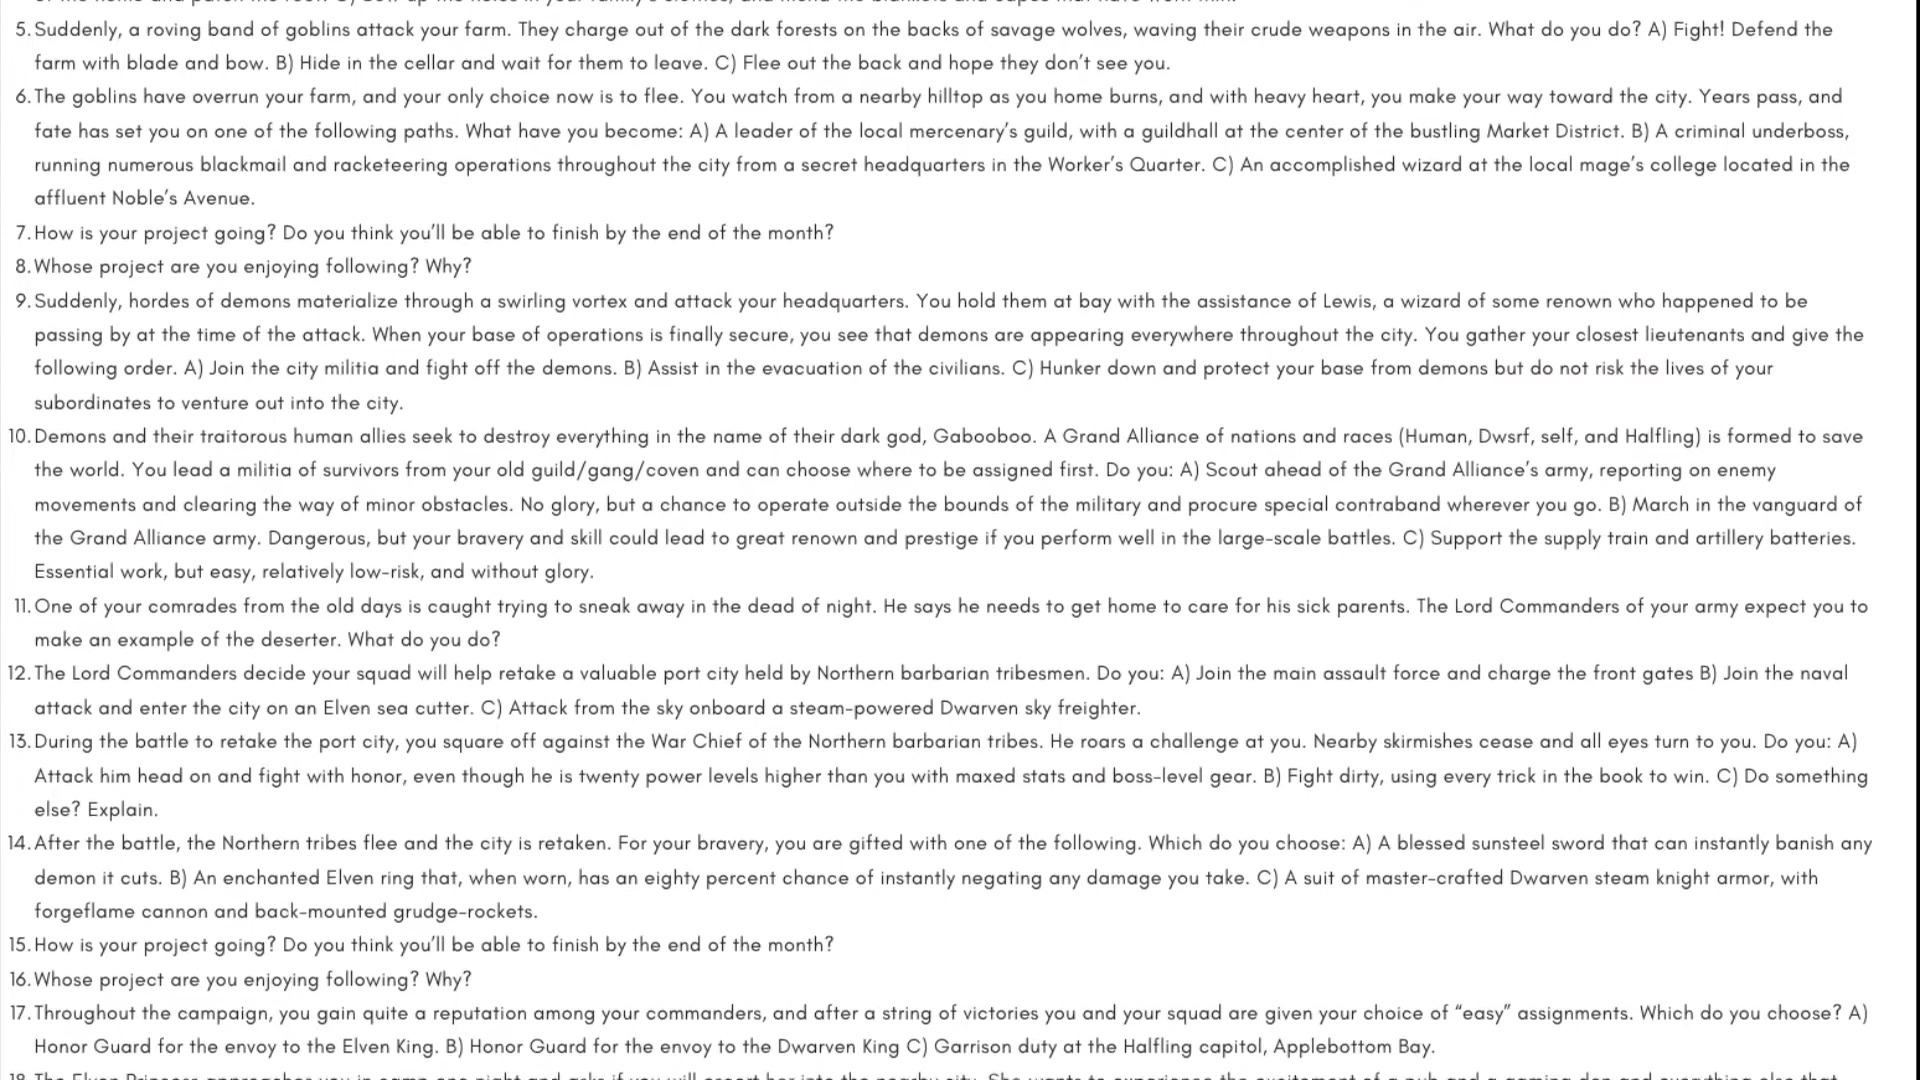 5. Suddenly, a roving band of goblins attack your farm. They charge out of the dark forests on the backs of savage wolves, waving their crude weapons in the air. What do you do? A) Fight! Defend the
farm with blade and bow. B) Hide in the cellar and wait for them to leave. C) Flee out the back and hope they don't see you.
6. The goblins have overrun your farm, and your only choice now is to flee. You watch from a nearby hilltop as you home burns, and with heavy heart, you make your way toward the city. Years pass, and
fate has set you on one of the following paths. What have you become: A) A leader of the local mercenary's guild, with a guildhall at the center of the bustling Market District. B) A criminal underboss,
running numerous blackmail and racketeering operations throughout the city from a secret headquarters in the Worker's Quarter. C) An accomplished wizard at the local mage's college located in the
affluent Noble's Avenue.
7. How is your project going? Do you think you'll be able to finish by the end of the month?
8. Whose project are you enjoying following? Why?
9. Suddenly, hordes of demons materialize through a swirling vortex and attack your headquarters. You hold them at bay with the assistance of Lewis, a wizard of some renown who happened to be
passing by at the time of the attack. When your base of operations is finally secure, you see that demons are appearing everywhere throughout the city. You gather your closest lieutenants and give the
following order. A) Join the city militia and fight off the demons. B) Assist in the evacuation of the civilians. C) Hunker down and protect your base from demons but do not risk the lives of your
subordinates to venture out into the city.
10. Demons and their traitorous human allies seek to destroy everything in the name of their dark god, Gabooboo. A Grand Alliance of nations and races (Human, Dwsrf, self, and Halfling) is formed to save
the world. You lead a militia of survivors from your old guild/gang/coven and can choose where to be assigned first. Do you: A) Scout ahead of the Grand Alliance's army, reporting on enemy
movements and clearing the way of minor obstacles. No glory, but a chance to operate outside the bounds of the military and procure special contraband wherever you go. B) March in the vanguard of
the Grand Alliance army. Dangerous, but your bravery and skill could lead to great renown and prestige if you perform well in the large-scale battles. C) Support the supply train and artillery batteries.
Essential work, but easy, relatively low-risk, and without glory.
11. One of your comrades from the old days is caught trying to sneak away in the dead of night. He says he needs to get home to care for his sick parents. The Lord Commanders of your army expect you to
make an example of the deserter. What do you do?
12. The Lord Commanders decide your squad will help retake a valuable port city held by Northern barbarian tribesmen. Do you: A) Join the main assault force and charge the front gates B) Join the naval
attack and enter the city on an Elven sea cutter. C) Attack from the sky onboard a steam-powered Dwarven sky freighter.
13. During the battle to retake the port city, you square off against the War Chief of the Northern barbarian tribes. He roars a challenge at you. Nearby skirmishes cease and all eyes turn to you. Do you: A)
Attack him head on and fight with honor, even though he is twenty power levels higher than you with maxed stats and boss-level gear. B) Fight dirty, using every trick in the book to win. C) Do something
else? Explain.
14. After the battle, the Northern tribes flee and the city is retaken. For your bravery, you are gifted with one of the following. Which do you choose: A) A blessed sunsteel sword that can instantly banish any
demon it cuts. B) An enchanted Elven ring that, when worn, has an eighty percent chance of instantly negating any damage you take. C) A suit of master-crafted Dwarven steam knight armor, with
forgeflame cannon and back-mounted grudge-rockets.
15. How is your project going? Do you think you'll be able to finish by the end of the month?
16. Whose project are you enjoying following? Why?
17. Throughout the campaign, you gain quite a reputation among your commanders, and after a string of victories you and your squad are given your choice of "easy" assignments. Which do you choose? A)
Honor Guard for the envoy to the Elven King. B) Honor Guard for the envoy to the Dwarven King C) Garrison duty at the Halfling capitol, Applebottom Bay.